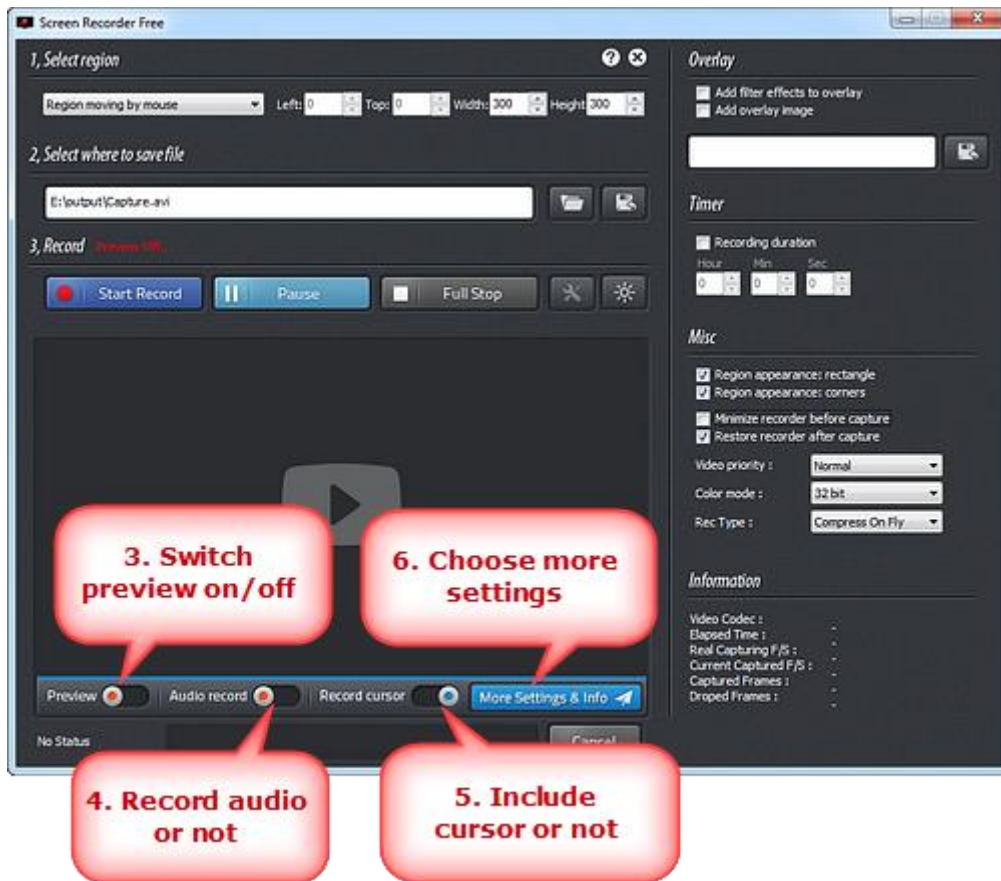 Screen Recorder Free
1, Select region
Region moving by mouse Left: 0 Top: 0 Width: 300 Height 300
2, Select where to save file
E:\output\Capture.avi
3, Record Preview Off..
Start Record Pause Full Stop
3. Switch
preview on/off
6. Choose more
settings
Preview Audio record Record cursor More Settings & Info
No Status Cancel
4. Record audio
or not
5. Include
cursor or not
Overlay
Add filter effects to overlay
Add overlay image
Timer
Recording duration
Hour Min Sec
0 0 0
Misc
Region appearance: rectangle
Region appearance: corners
Minimize recorder before capture
Restore recorder after capture
Video priority : Normal
Color mode : 32 bit
Rec Type : Compress On Fly
Information
Video Codec : -
Elapsed Time : -
Real Capturing F/S : -
Current Captured F/S : -
Captured Frames : -
Droped Frames : -